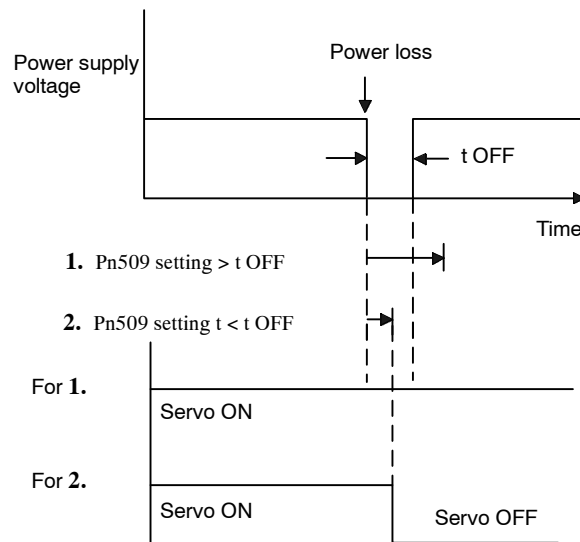 Power loss
Power supply
voltage
t OFF
Time
1. Pn509 setting > t OFF
2. Pn509 setting t < t OFF
For 1.
Servo ON
For 2.
Servo ON
Servo OFF